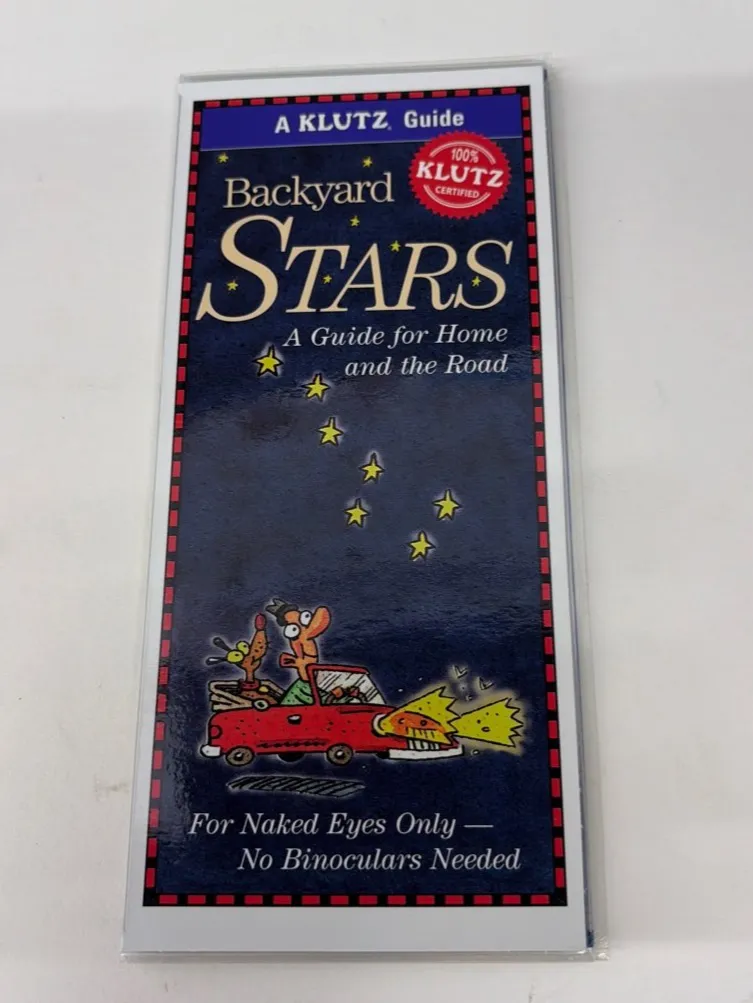 A KLUTZ® Guide
100%
KLUTZ
CERTIFIED
Backyard
STARS
A Guide for Home
and the Road
For Naked Eyes Only —
No Binoculars Needed